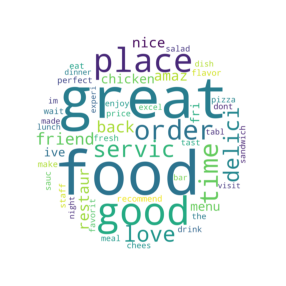 nice
place
salad
eat
dish
dinner
chicken
amaz
flavor
perfect
im
experi
enjoy
excel
fri
pizza
wait
great
price
dont
made
back
order
tabl
lunch
friend
fresh
tast
sandwich
ive
servic
delici
time
make
food
bar
visit
sauc
restaur
good
menu
staff
favorit
recommend
night
love
the
meal
drink
chees